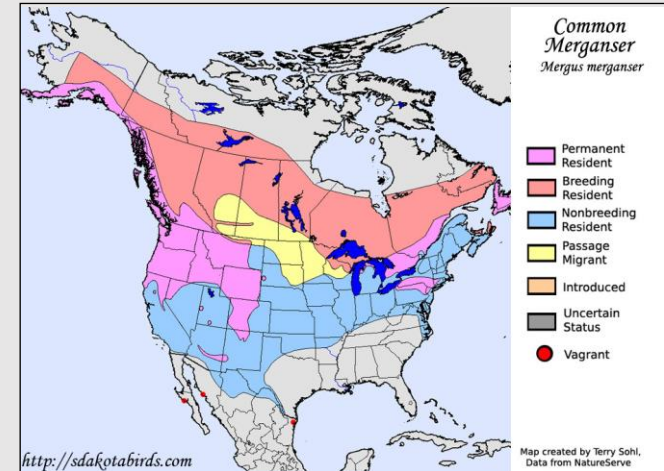 Common
Merganser
Mergus merganser
Permanent
Resident
Breeding
Resident
Nonbreeding
Resident
Passage
Migrant
Introduced
Uncertain
Status
Vagrant
http://sdakotabirds.com
Map created by Terry Sohl,
Data from NatureServe